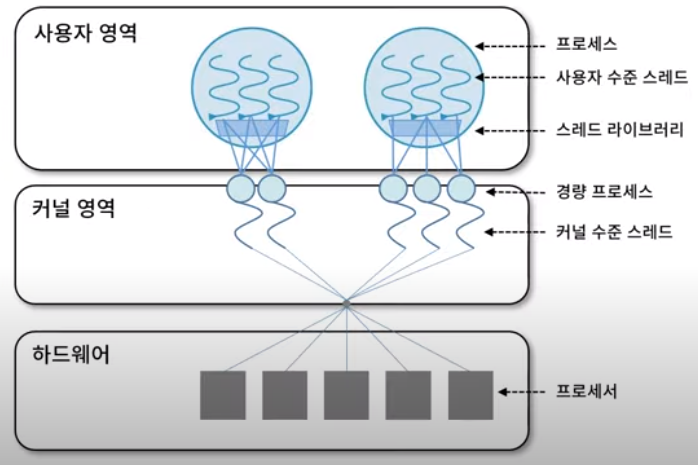 사용자 영역
프로세스
사용자 수준 스레드
스레드 라이브러리
커널 영역
경량 프로세스
커널 수준 스레드
하드웨어
프로세서